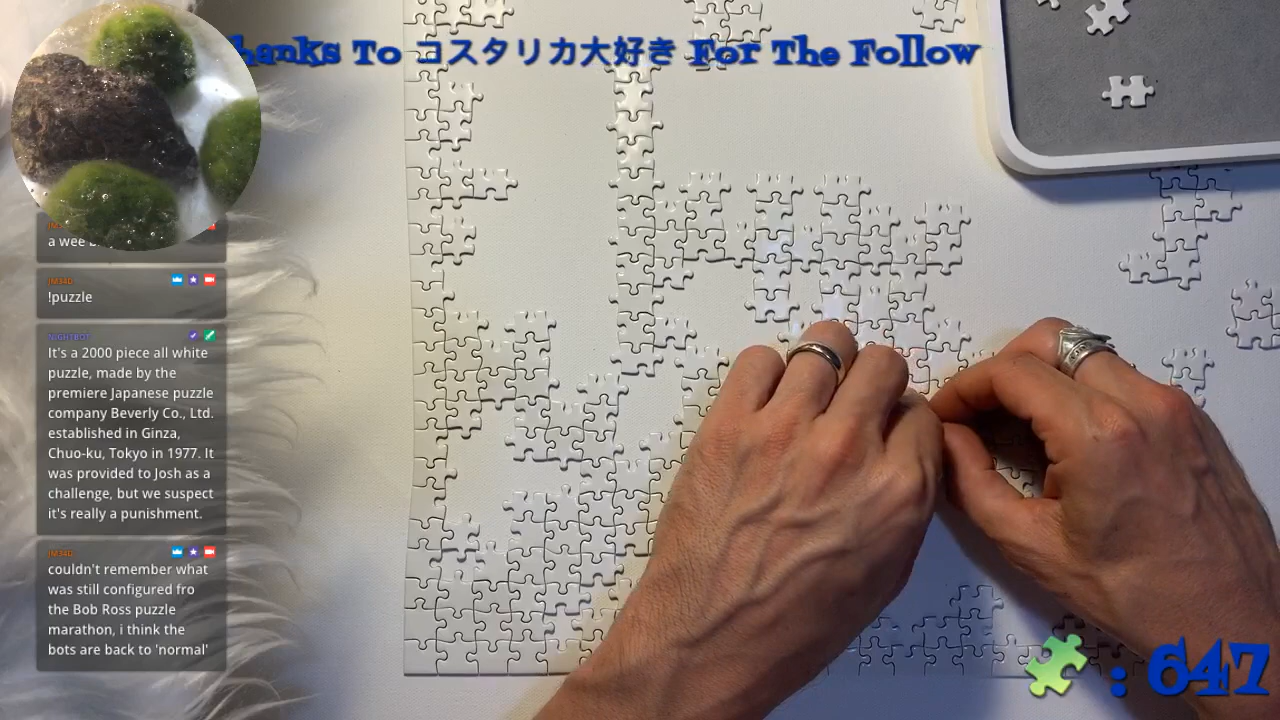 hanks To コスタリカ大好き For The Follow
a wee
JM34D
!puzzle
It's a 2000 piece all white
puzzle, made by the
premiere Japanese puzzle
company Beverly Co., Ltd.
established in Ginza,
Chuo-ku, Tokyo in 1977. It
was provided to Josh as a
challenge, but we suspect
it's really a punishment.
JM34D
couldn't remember what
was still configured fro
the Bob Ross puzzle
marathon, i think the
bots are back to 'normal'
: 647